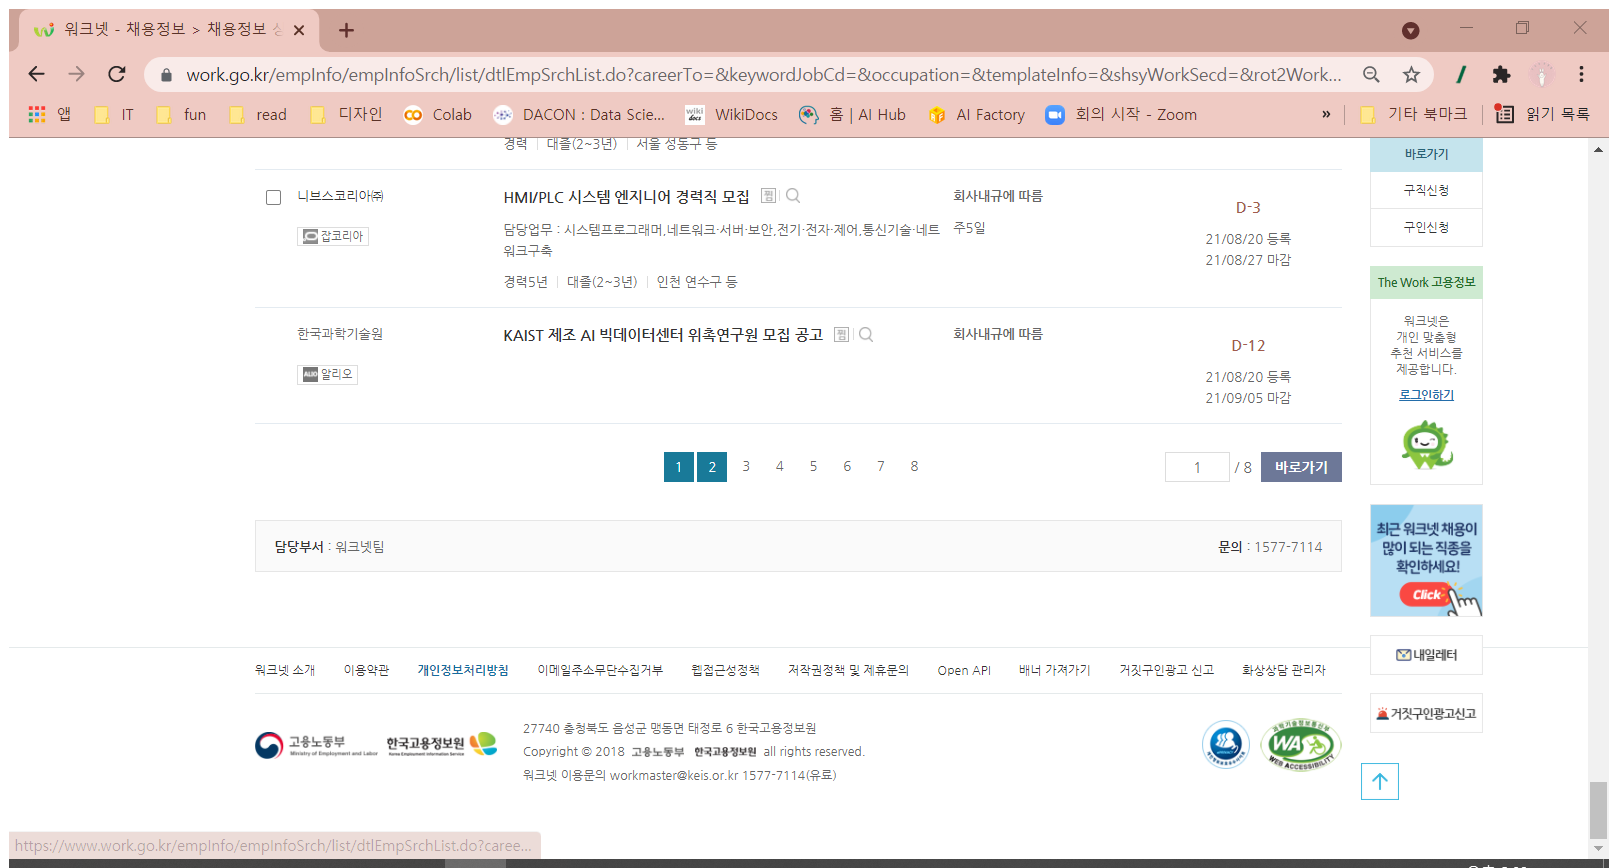 워크넷 - 채용정보 > 채용정보 상
work.go.kr/empInfo/empInfoSrch/list/dtlEmpSrchList.do?careerTo=&keywordJobCd=&occupation=&templateInfo=&shsyWorkSecd=&rot2Work...
앱 IT fun read 디자인 Colab DACON : Data Scie... WikiDocs 홈 | AI Hub AI Factory 회의 시작 - Zoom » 기타 북마크 읽기 목록
경력 대졸(2~3년) 서울 성동구 등
니브스코리아㈜
잡코리아
HMI/PLC 시스템 엔지니어 경력직 모집 찜
담당업무 : 시스템프로그래머,네트워크·서버·보안,전기·전자·제어,통신기술·네트
워크구축
경력5년 대졸(2~3년) 인천 연수구 등
회사내규에 따름
주5일
D-3
21/08/20 등록
21/08/27 마감
한국과학기술원
ALIO 알리오
KAIST 제조 AI 빅데이터센터 위촉연구원 모집 공고 찜
회사내규에 따름
D-12
21/08/20 등록
21/09/05 마감
1 2 3 4 5 6 7 8
1 / 8 바로가기
담당부서 : 워크넷팀
문의 : 1577-7114
바로가기
구직신청
구인신청
The Work 고용정보
워크넷은
개인 맞춤형
추천 서비스를
제공합니다.
로그인하기
최근 워크넷 채용이
많이 되는 직종을
확인하세요!
Click
내일레터
거짓구인광고신고
워크넷 소개 이용약관 개인정보처리방침 이메일주소무단수집거부 웹접근성정책 저작권정책 및 제휴문의 Open API 배너 가져가기 거짓구인광고 신고 화상상담 관리자
고용노동부
Ministry of Employment and Labor
한국고용정보원
Korea Employment Information Service
27740 충청북도 음성군 맹동면 태정로 6 한국고용정보원
Copyright © 2018 고용노동부 한국고용정보원 all rights reserved.
워크넷 이용문의 workmaster@keis.or.kr 1577-7114(유료)
과학기술정보통신부
WA
WEB ACCESSIBILITY
https://www.work.go.kr/empInfo/empInfoSrch/list/dtlEmpSrchList.do?caree...